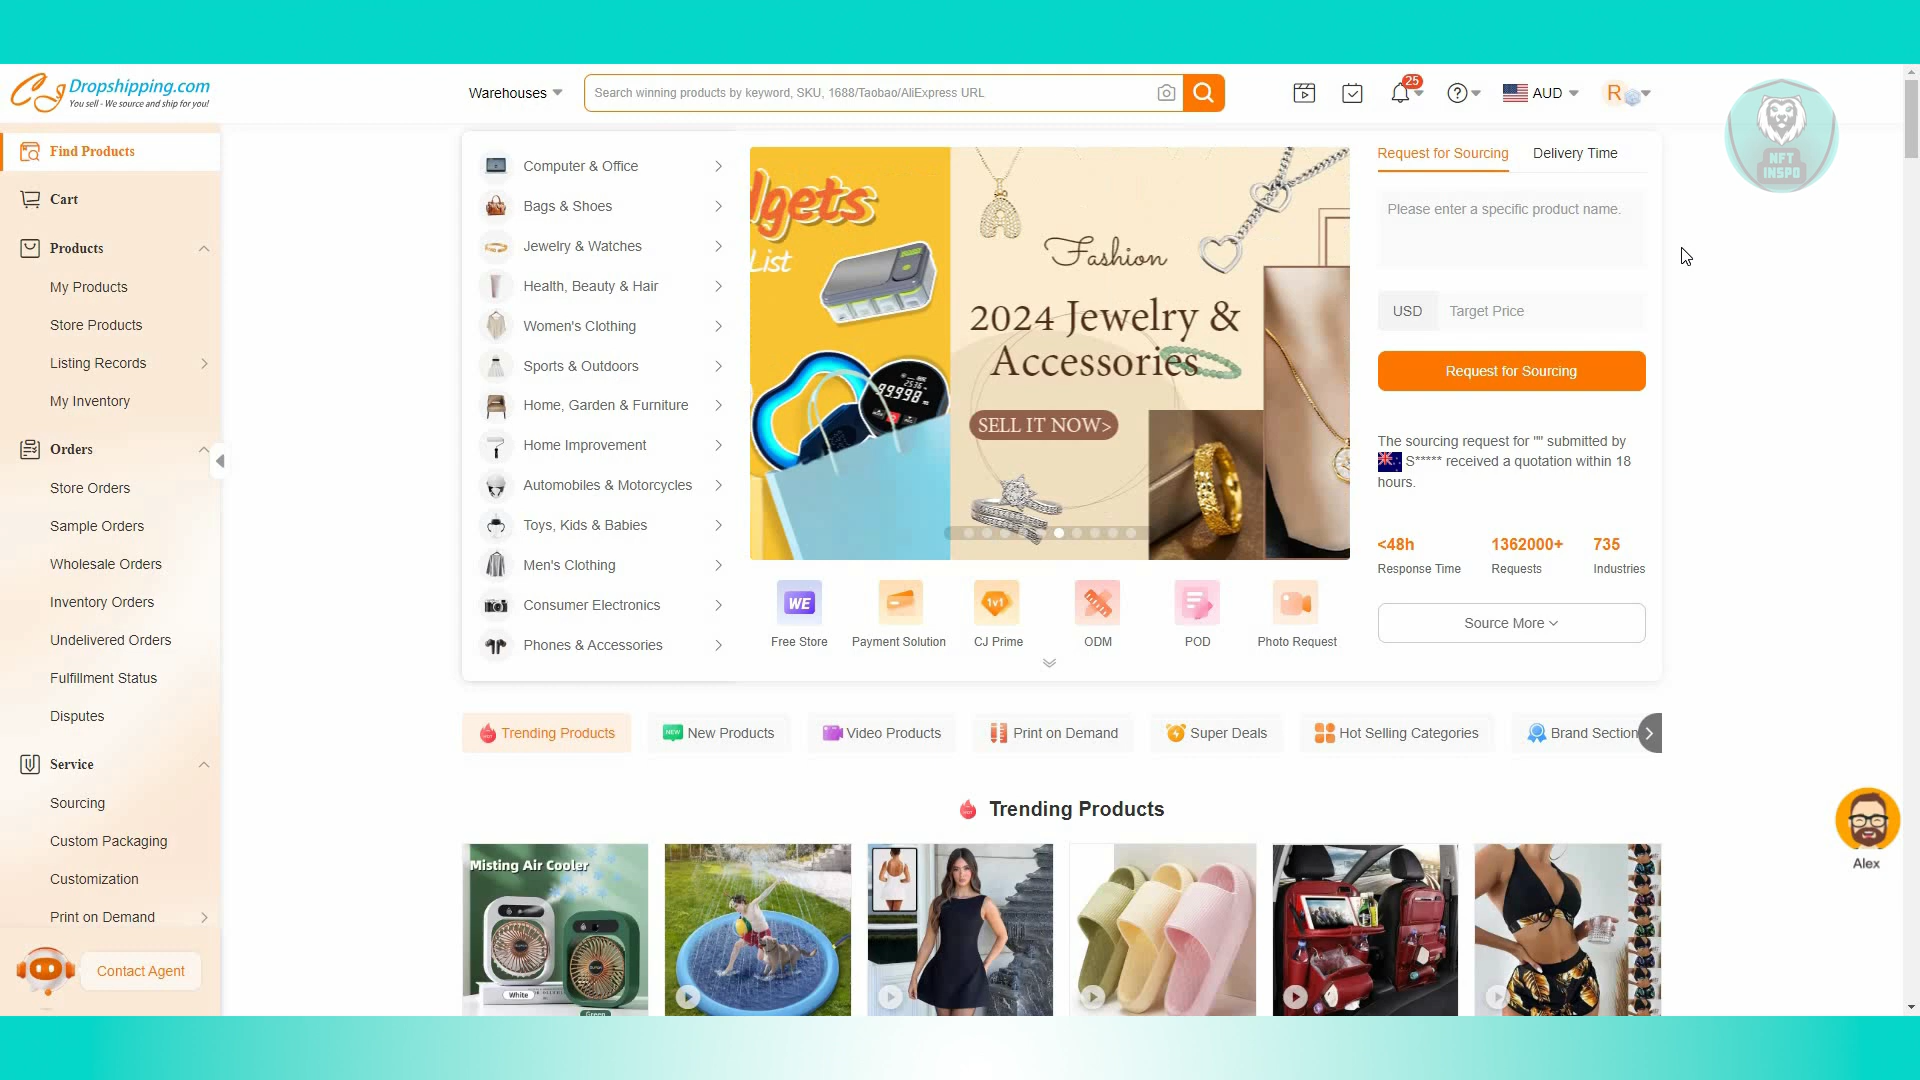 Dropshipping.com
You sell - We source and ship for you!
Warehouses
Search winning products by keyword, SKU, 1688/Taobao/AliExpress URL
25
AUD
R
NFT
INSPO
Find Products
Cart
Products
My Products
Store Products
Listing Records
My Inventory
Orders
Store Orders
Sample Orders
Wholesale Orders
Inventory Orders
Undelivered Orders
Fulfillment Status
Disputes
Service
Sourcing
Custom Packaging
Customization
Print on Demand
Contact Agent
Computer & Office
Bags & Shoes
Jewelry & Watches
Health, Beauty & Hair
Women's Clothing
Sports & Outdoors
Home, Garden & Furniture
Home Improvement
Automobiles & Motorcycles
Toys, Kids & Babies
Men's Clothing
Consumer Electronics
Phones & Accessories
dgets
List
Fashion
2024 Jewelry &
Accessories
SELL IT NOW>
WE
1v1
Free Store
Payment Solution
CJ Prime
ODM
POD
Photo Request
Request for Sourcing
Delivery Time
Please enter a specific product name.
USD
Target Price
Request for Sourcing
The sourcing request for "" submitted by
S***** received a quotation within 18
hours.
<48h
1362000+
735
Response Time
Requests
Industries
Source More
Trending Products
NEW
New Products
Video Products
Print on Demand
Super Deals
Hot Selling Categories
Brand Section
Trending Products
Misting Air Cooler
White
Green
Alex